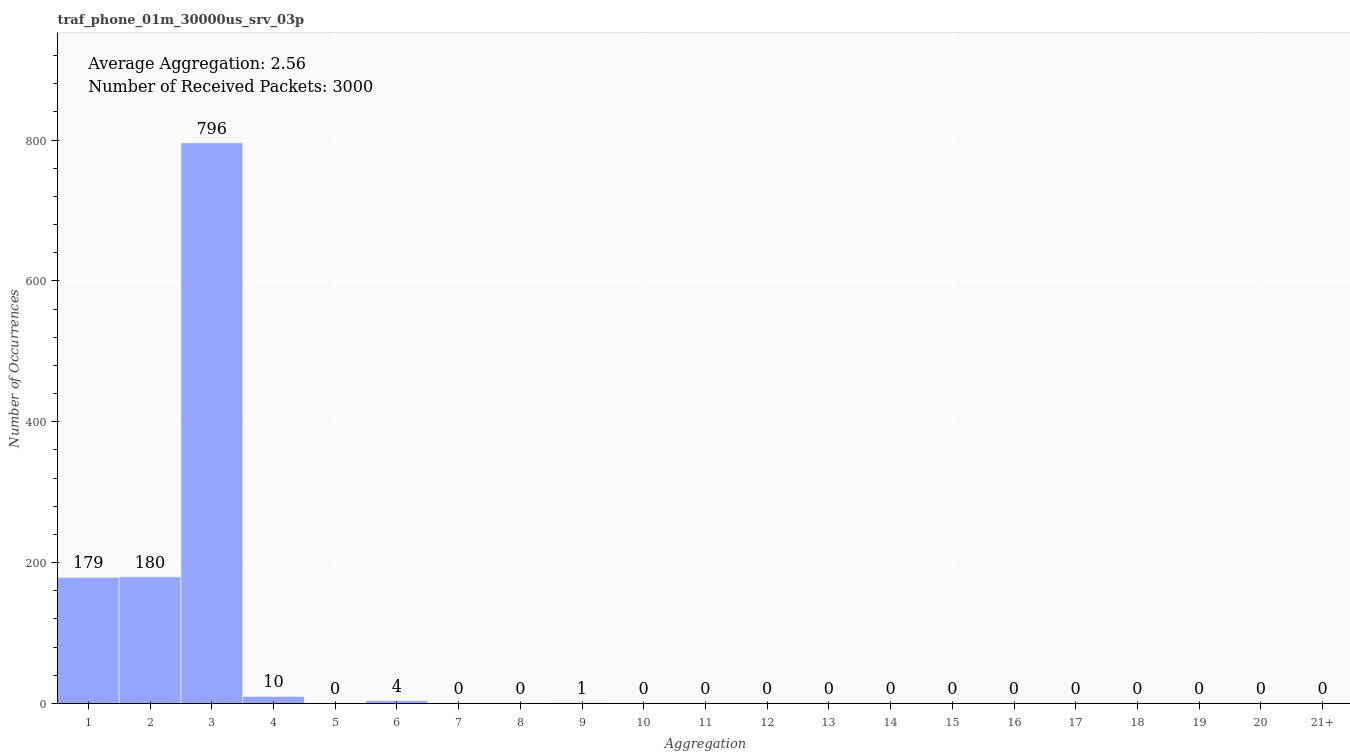 traf_phone_01m_30000us_srv_03p
Average Aggregation: 2.56
Number of Received Packets: 3000
796
800
600
Number of Occurrences
400
179 180
200
10 0 4 0 0 1 0 0 0 0 0 0 0 0 0 0 0 0
0
1 2 3 4 5 6 7 8 9 10 11 12 13 14 15 16 17 18 19 20 21+
Aggregation